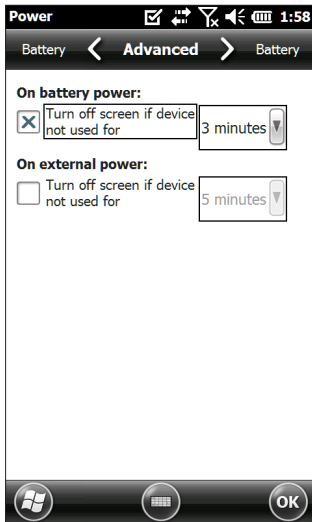 Power 1:58
Battery Advanced Battery
On battery power:
Turn off screen if device
not used for
3 minutes
On external power:
Turn off screen if device
not used for
5 minutes
OK